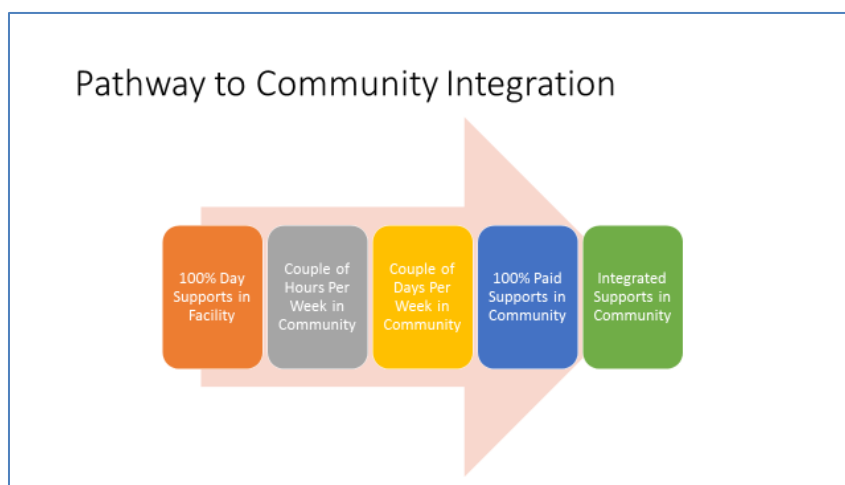 Pathway to Community Integration
100% Day
Supports in
Facility
Couple of
Hours Per
Week in
Community
Couple of
Days Per
Week in
Community
100% Paid
Supports in
Community
Integrated
Supports in
Community